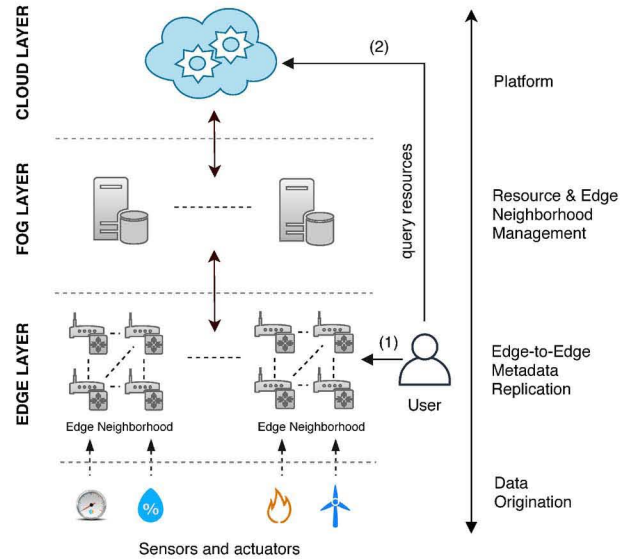 CLOUD LAYER
(2)
Platform
FOG LAYER
query resources
Resource & Edge
Neighborhood
Management
EDGE LAYER
(1)
User
Edge-to-Edge
Metadata
Replication
Edge Neighborhood
Edge Neighborhood
%
Data
Origination
Sensors and actuators